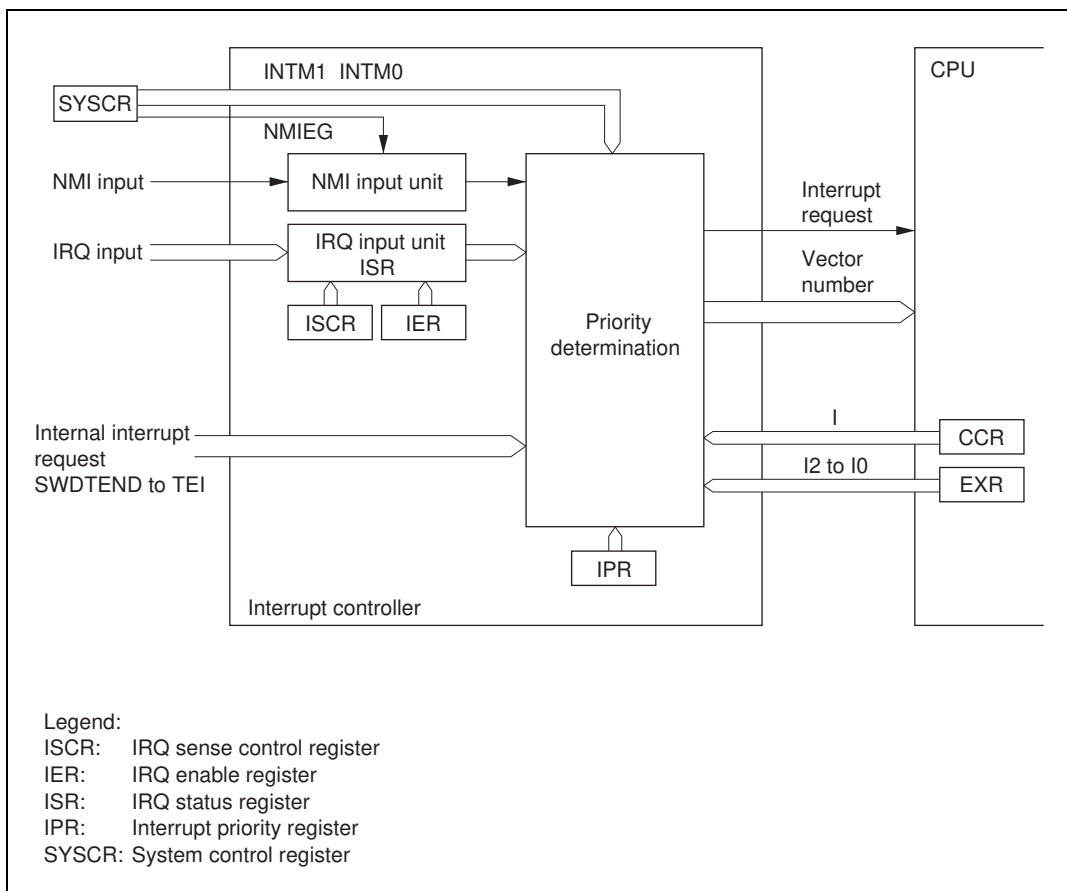 INTM1 INTM0
CPU
SYSCR
NMIEG
NMI input
NMI input unit
Interrupt
request
IRQ input
IRQ input unit
ISR
Vector
number
ISCR
IER
Priority
determination
Internal interrupt
request
SWDTEND to TEI
I
CCR
I2 to I0
EXR
IPR
Interrupt controller
Legend:
ISCR: IRQ sense control register
IER: IRQ enable register
ISR: IRQ status register
IPR: Interrupt priority register
SYSCR: System control register